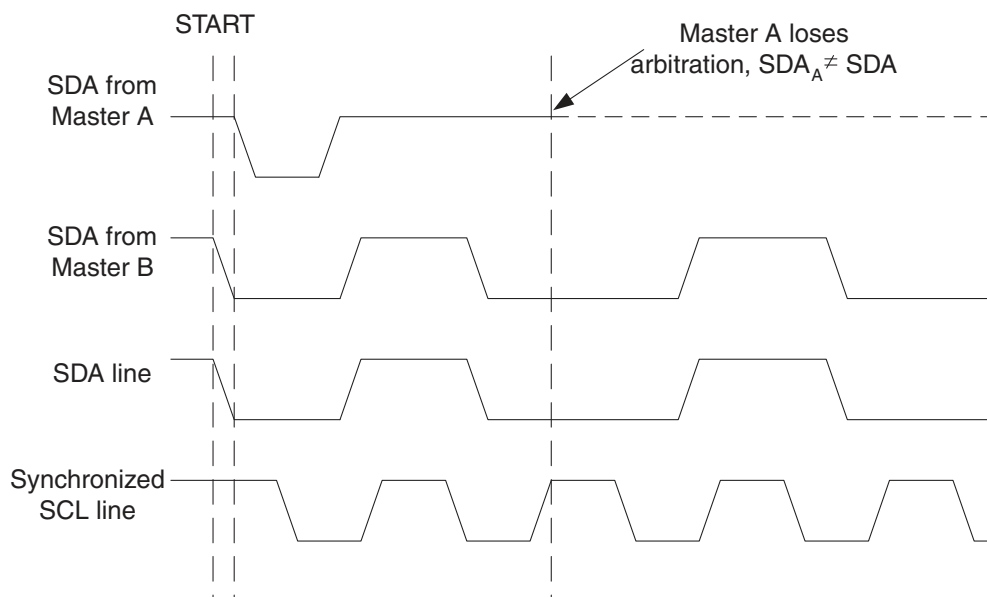 START
Master A loses
arbitration, SDA_A ≠ SDA
SDA from
Master A
SDA from
Master B
SDA line
Synchronized
SCL line